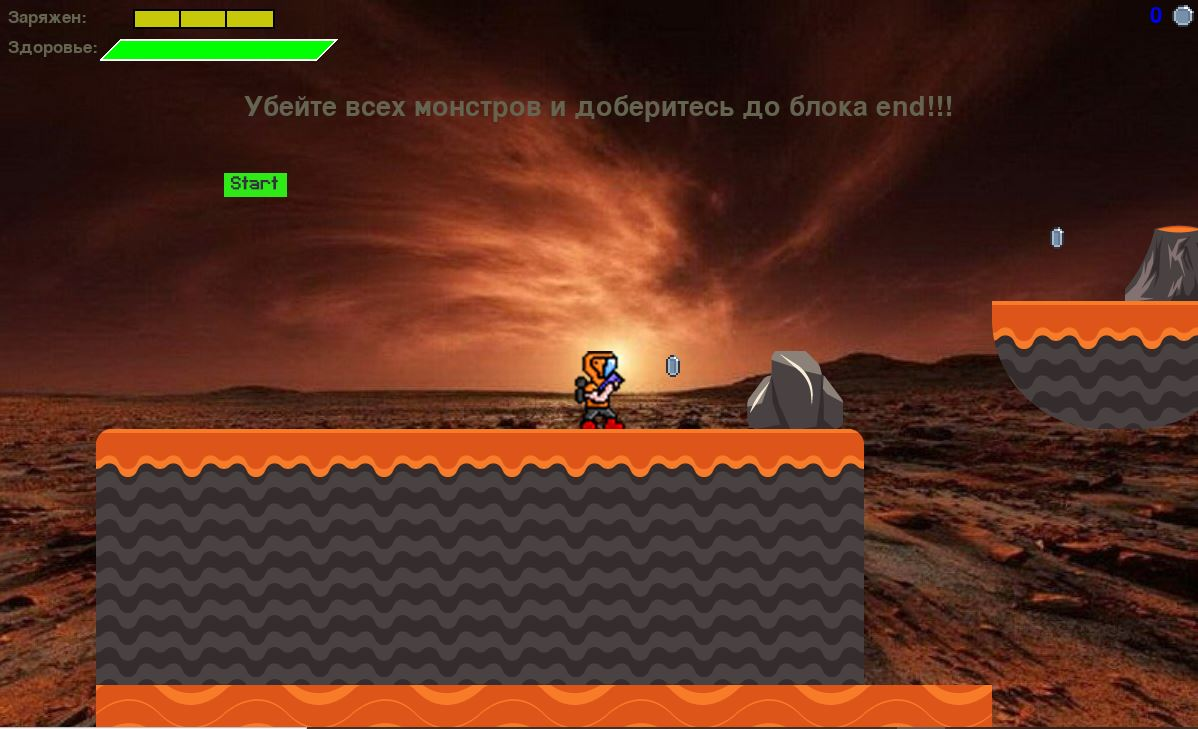 Заряжен:
0
Здоровье:
Убейте всех монстров и доберитесь до блока end!!!
Start